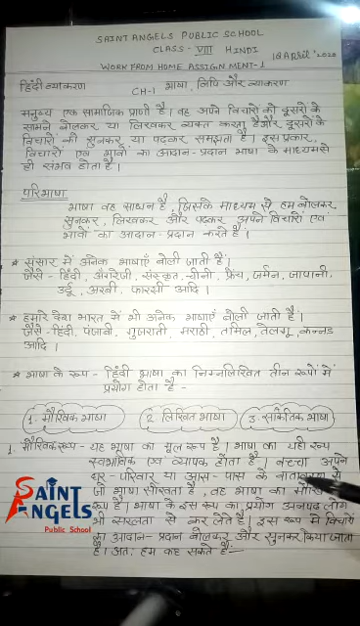 SAINT ANGELS PUBLIC SCHOOL
CLASS - VIII HINDI
WORK FROM HOME ASSIGNMENT-1
हिंदी व्याकरण
CH-1 भाषा, लिपि और व्याकरण
मनुष्य एक सामाजिक प्राणी है। वह अपने विचारों को दूसरों के
सामने बोलकर या लिखकर व्यक्त करता है और दूसरों के
विचारों को सुनकर या पढ़कर समझता है। इस प्रकार,
विचारों एवं भावों का आदान-प्रदान भाषा के माध्यम से
ही संभव होता है।
परिभाषा
भाषा वह साधन है, जिसके माध्यम से हम बोलकर,
सुनकर, लिखकर और पढ़कर अपने विचारों एवं
भावों का आदान-प्रदान करते हैं।
* संसार में अनेक भाषाएँ बोली जाती हैं।
जैसे - हिंदी, अंग्रेजी, संस्कृत, चीनी, फ्रेंच, जर्मन, जापानी,
उर्दू, अरबी, फारसी आदि।
* हमारे देश भारत में भी अनेक भाषाएँ बोली जाती हैं।
जैसे - हिंदी, पंजाबी, गुजराती, मराठी, तमिल, तेलगू, कन्नड
आदि।
* भाषा के रूप - हिंदी भाषा का निम्नलिखित तीन रूपों में
प्रयोग होता है -
1. मौखिक भाषा 2 लिखित भाषा 3. सांकेतिक भाषा
1. मौखिक रूप - यह भाषा का मूल रूप है। भाषा का यही रूप
स्वभाविक एवं व्यापक होता है। बच्चा अपने
घर-परिवार या आस-पास के वातावरण से
जो भाषा सीखता है, वह भाषा का
रूप है। भाषा के इस रूप का प्रयोग अनपढ़ लोग
भी सरलता से कर लेते हैं। इस रूप में विचारों
का आदान-प्रदान बोलकर और सुनकर किया जाता
है। अतः हम कह सकते हैं -
SAINT
ANGELS
Public School